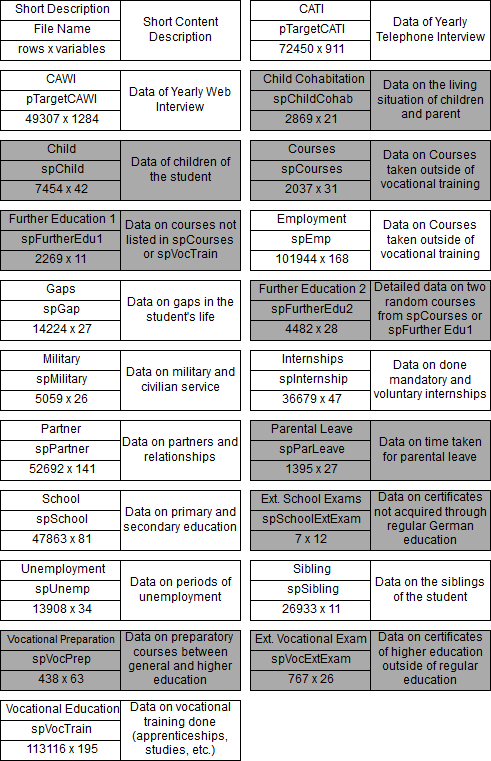 Short Description
File Name
rows x variables
Short Content
Description
CATI
pTargetCATI
72450 x 911
Data of Yearly
Telephone Interview
CAWI
pTargetCAWI
49307 x 1284
Data of Yearly Web
Interview
Child Cohabitation
spChildCohab
2869 x 21
Data on the living
situation of children
and parent
Child
spChild
7454 x 42
Data of children of
the student
Courses
spCourses
2037 x 31
Data on Courses
taken outside of
vocational training
Further Education 1
spFurtherEdu1
2269 x 11
Data on courses not
listed in spCourses
or spVocTrain
Employment
spEmp
101944 x 168
Data on Courses
taken outside of
vocational training
Gaps
spGap
14224 x 27
Data on gaps in the
student's life
Further Education 2
spFurtherEdu2
4482 x 28
Detailed data on two
random courses
from spCourses or
spFurther Edu1
Military
spMilitary
5059 x 26
Data on military and
civilian service
Internships
spInternship
36679 x 47
Data on done
mandatory and
voluntary internships
Partner
spPartner
52692 x 141
Data on partners and
relationships
Parental Leave
spParLeave
1395 x 27
Data on time taken
for parental leave
School
spSchool
47863 x 81
Data on primary and
secondary education
Ext. School Exams
spSchoolExtExam
7 x 12
Data on certificates
not acquired through
regular German
education
Unemployment
spUnemp
13908 x 34
Data on periods of
unemployment
Sibling
spSibling
26933 x 11
Data on the siblings
of the student
Vocational Preparation
spVocPrep
438 x 63
Data on preparatory
courses between
general and higher
education
Ext. Vocational Exam
spVocExtExam
767 x 26
Data on certificates
of higher education
outside of regular
education
Vocational Education
spVocTrain
113116 x 195
Data on vocational
training done
(apprenticeships,
studies, etc.)